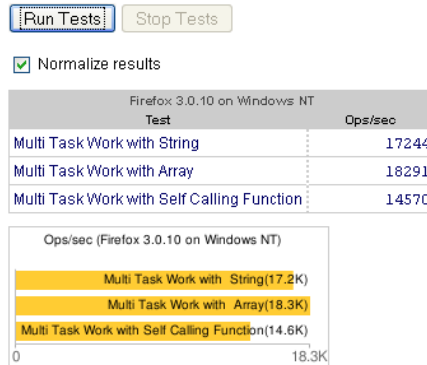 Run Tests Stop Tests
Normalize results
Firefox 3.0.10 on Windows NT
Test Ops/sec
Multi Task Work with String 17244
Multi Task Work with Array 18291
Multi Task Work with Self Calling Function 14570
Ops/sec (Firefox 3.0.10 on Windows NT)
Multi Task Work with String(17.2K)
Multi Task Work with Array(18.3K)
Multi Task Work with Self Calling Function(14.6K)
0 18.3K